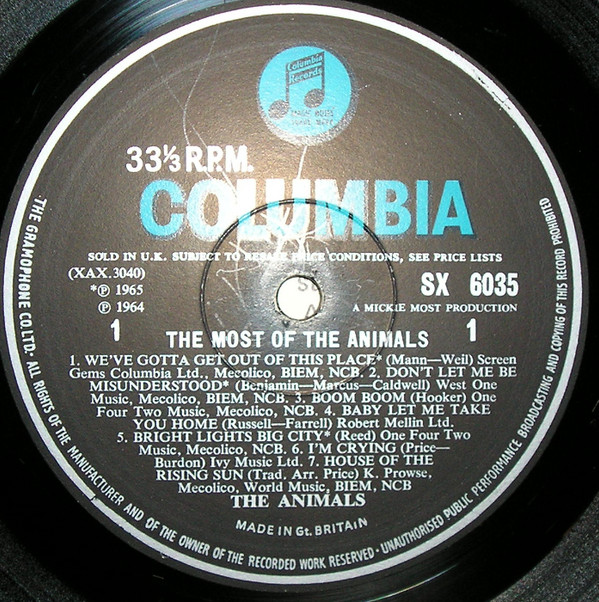 Columbia
Records
33⅓ R.P.M.
COLUMBIA
SOLD IN U.K. SUBJECT TO RESALE PRICE CONDITIONS, SEE PRICE LISTS
(XAX.3040)
*Ⓟ 1965
Ⓟ 1964
SX 6035
A MICKIE MOST PRODUCTION
1
1
THE MOST OF THE ANIMALS
1. WE'VE GOTTA GET OUT OF THIS PLACE* (Mann—Weil) Screen
Gems Columbia Ltd., Mecolico, BIEM, NCB. 2. DON'T LET ME BE
MISUNDERSTOOD* (Benjamin—Marcus—Caldwell) West One
Music, Mecolico, BIEM, NCB. 3. BOOM BOOM (Hooker) One
Four Two Music, Mecolico, NCB. 4. BABY LET ME TAKE
YOU HOME (Russell—Farrell) Robert Mellin Ltd.
5. BRIGHT LIGHTS BIG CITY* (Reed) One Four Two
Music, Mecolico, NCB. 6. I'M CRYING (Price—
Burdon) Ivy Music Ltd. 7. HOUSE OF THE
RISING SUN (Trad. Arr. Price) K. Prowse,
Mecolico, World Music, BIEM, NCB
THE ANIMALS
MADE IN Gt. BRITAIN
THE GRAMOPHONE CO. LTD. - ALL RIGHTS OF THE MANUFACTURER AND OF THE OWNER OF THE RECORDED WORK RESERVED - UNAUTHORISED PUBLIC PERFORMANCE BROADCASTING AND COPYING OF THIS RECORD PROHIBITED